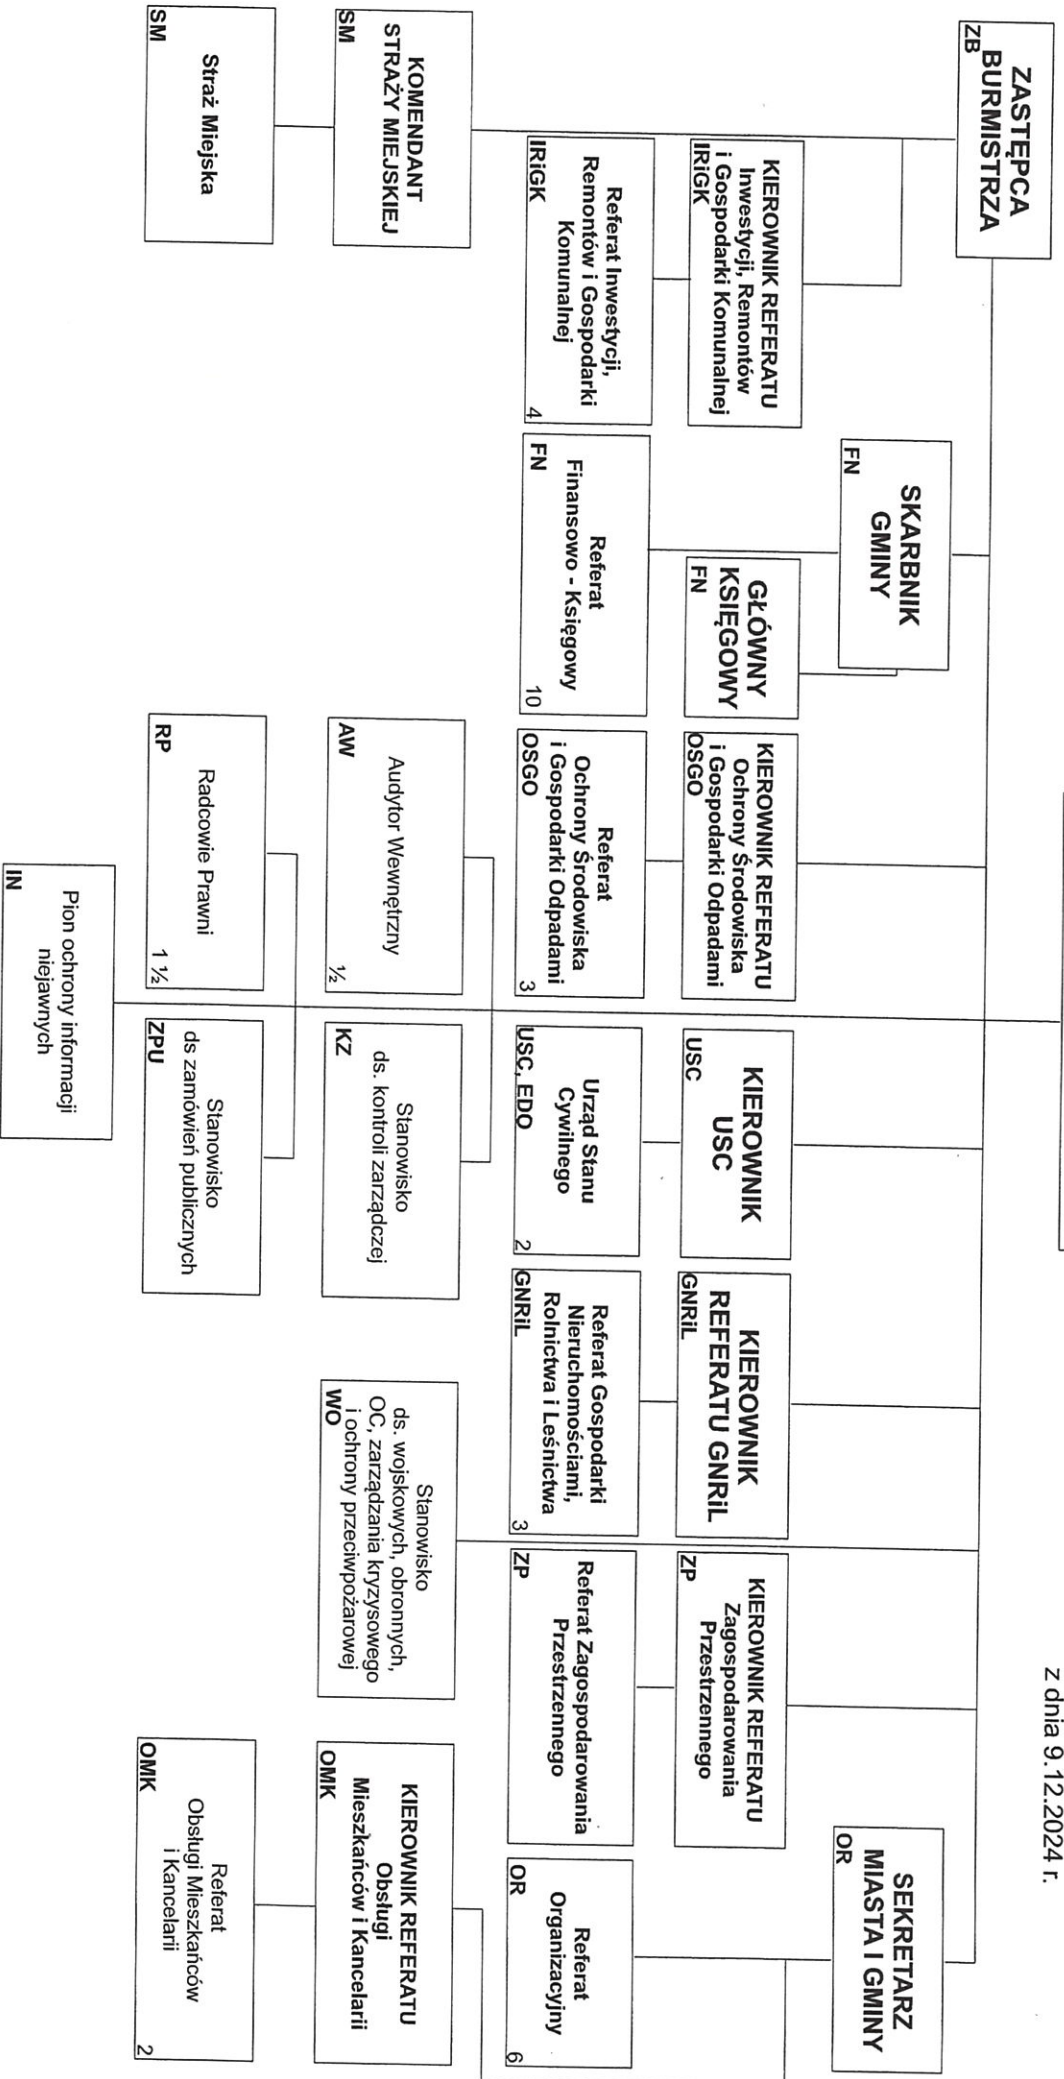 z dnia 9.12.2024 r.
ZASTĘPCA
BURMISTRZA
ZB
SKARBNIK
GMINY
FN
SEKRETARZ
MIASTA I GMINY
OR
KIEROWNIK REFERATU
Inwestycji, Remontów
i Gospodarki Komunalnej
IRiGK
GŁÓWNY
KSIĘGOWY
FN
KIEROWNIK REFERATU
Ochrony Środowiska
i Gospodarki Odpadami
OSGO
KIEROWNIK
USC
USC
KIEROWNIK
REFERATU GNRiL
GNRiL
KIEROWNIK REFERATU
Zagospodarowania
Przestrzennego
ZP
Referat Inwestycji,
Remontów i Gospodarki
Komunalnej
IRiGK 4
Referat
Finansowo - Księgowy
FN 10
Referat
Ochrony Środowiska
i Gospodarki Odpadami
OSGO 3
Urząd Stanu
Cywilnego
USC, EDO 2
Referat Gospodarki
Nieruchomościami,
Rolnictwa i Leśnictwa
GNRiL 3
Referat Zagospodarowania
Przestrzennego
ZP
Referat
Organizacyjny
OR 6
KOMENDANT
STRAŻY MIEJSKIEJ
SM
Audytor Wewnętrzny
AW ½
Stanowisko
ds. kontroli zarządczej
KZ
Stanowisko
ds. wojskowych, obronnych,
OC, zarządzania kryzysowego
i ochrony przeciwpożarowej
WO
KIEROWNIK REFERATU
Obsługi
Mieszkańców i Kancelarii
OMK
Straż Miejska
SM
Radcowie Prawni
RP 1 ½
Stanowisko
ds zamówień publicznych
ZPU
Referat
Obsługi Mieszkańców
i Kancelarii
OMK 2
Pion ochrony informacji
niejawnych
IN